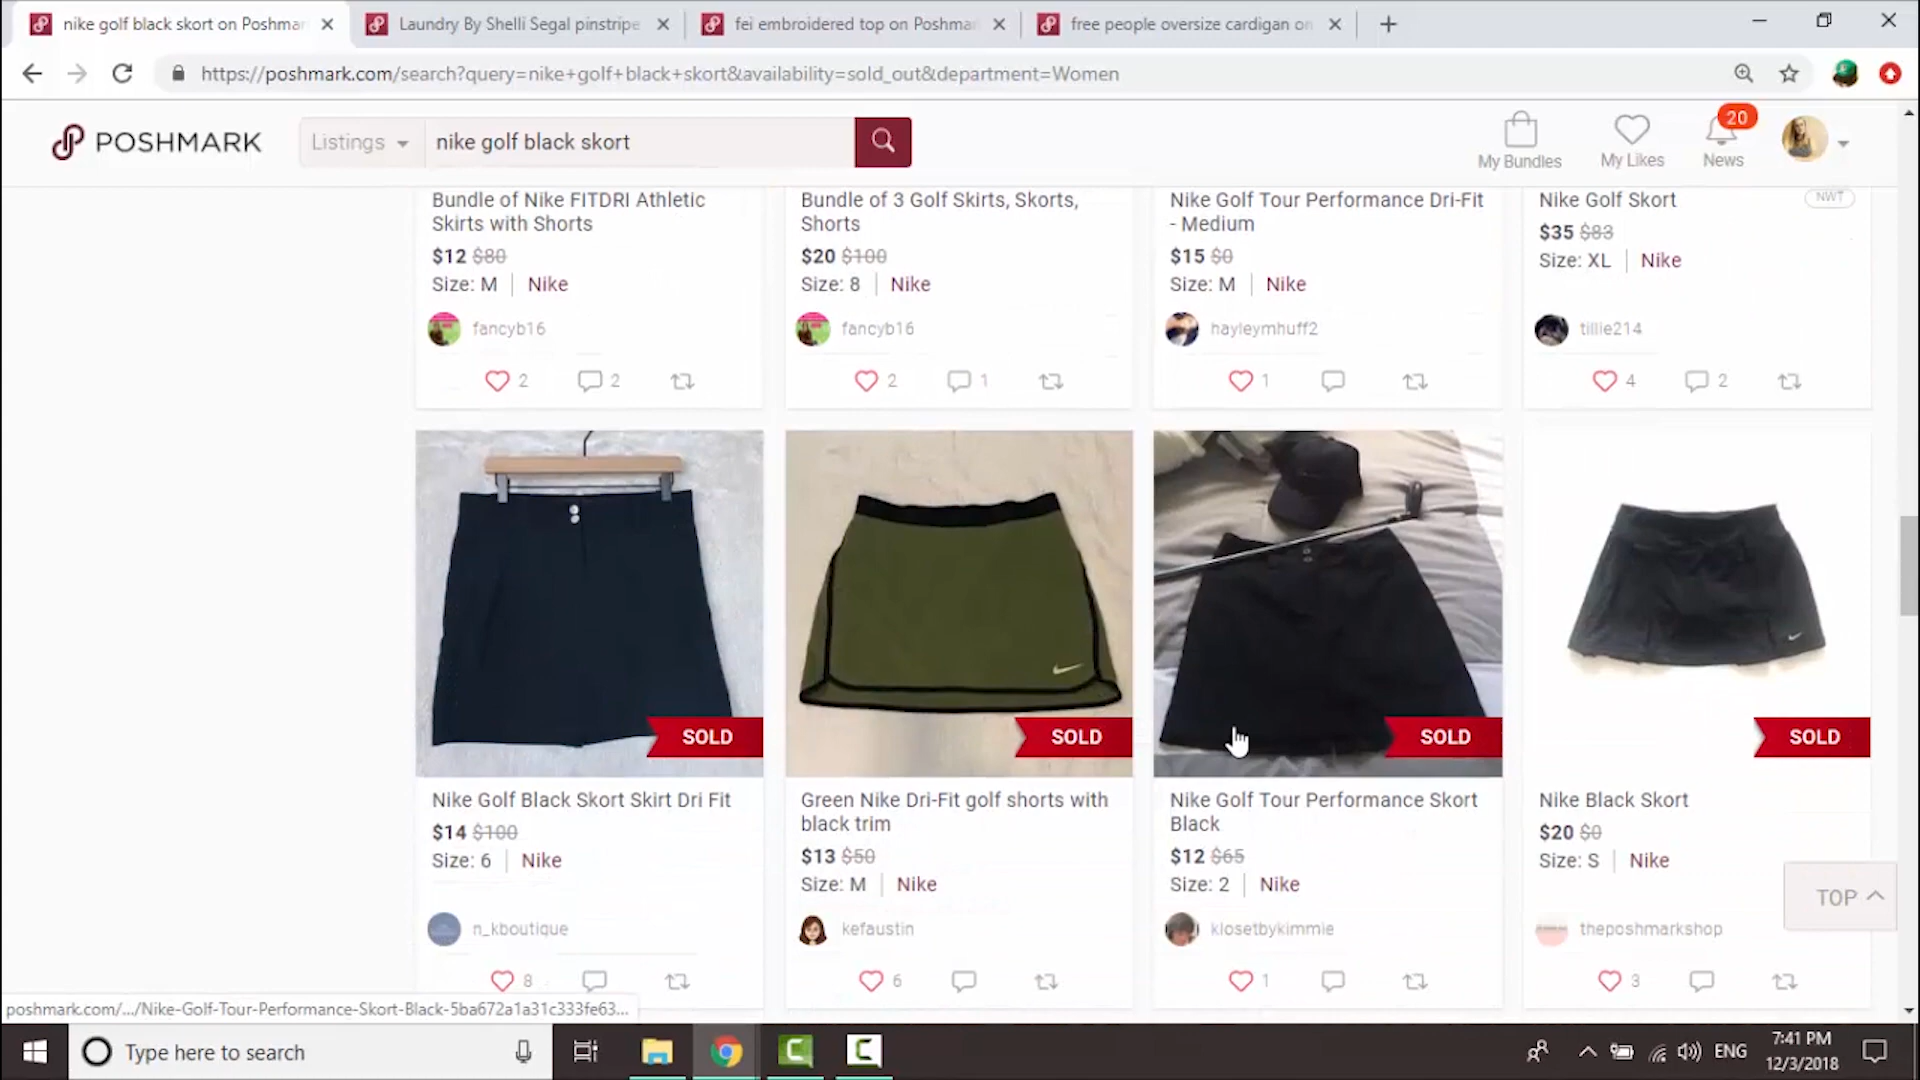 nike golf black skort on Poshmar
Laundry By Shelli Segal pinstripe
fei embroidered top on Poshmar
free people oversize cardigan on
https://poshmark.com/search?query=nike+golf+black+skort&availability=sold_out&department=Women
POSHMARK
Listings
nike golf black skort
20
My Bundles
My Likes
News
Bundle of Nike FITDRI Athletic
Skirts with Shorts
$12 $80
Size: M | Nike
fancyb16
2 2
Bundle of 3 Golf Skirts, Skorts,
Shorts
$20 $100
Size: 8 | Nike
fancyb16
2 1
Nike Golf Tour Performance Dri-Fit
- Medium
$15 $0
Size: M | Nike
hayleymhuff2
1
Nike Golf Skort
NWT
$35 $83
Size: XL | Nike
tillie214
4 2
SOLD
Nike Golf Black Skort Skirt Dri Fit
$14 $100
Size: 6 | Nike
n_kboutique
8
SOLD
Green Nike Dri-Fit golf shorts with
black trim
$13 $50
Size: M | Nike
kefaustin
6
SOLD
Nike Golf Tour Performance Skort
Black
$12 $65
Size: 2 | Nike
klosetbykimmie
1
SOLD
Nike Black Skort
$20 $0
Size: S | Nike
theposhmarkshop
3
TOP
poshmark.com/.../Nike-Golf-Tour-Performance-Skort-Black-5ba672a1a31c333fe63...
Type here to search
ENG
7:41 PM
12/3/2018